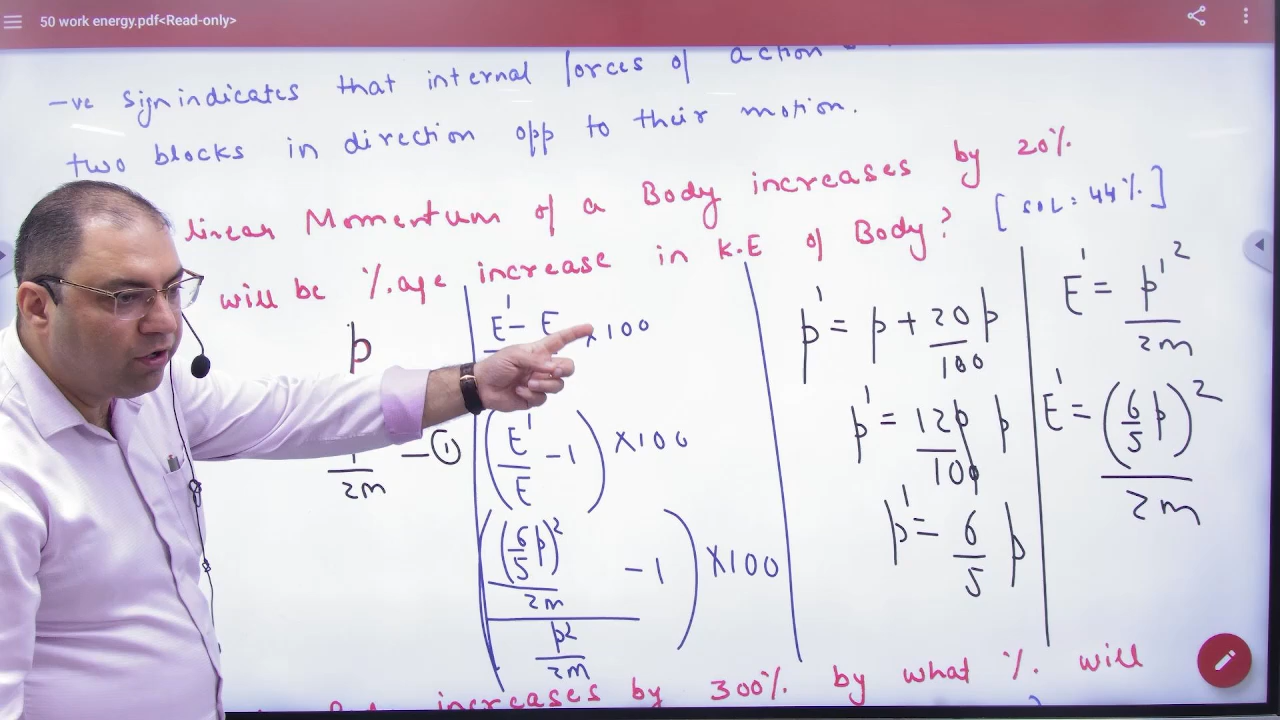 50 work energy.pdf<Read-only>
-ve sign indicates that internal forces of action
two blocks in direction opp to their motion.
linear Momentum of a Body increases by 20%
will be %.age increase in K.E of Body? [SOL: 44%]
p
-①
2m
E' - E ×100
(E'/E - 1) ×100
((6/5 p)²/2m / p²/2m - 1) ×100
p' = p + 20/100 p
p' = 120/100 p
p' = 6/5 p
E' = p'²/2m
E' = (6/5 p)²/2m
increases by 300% by what % will